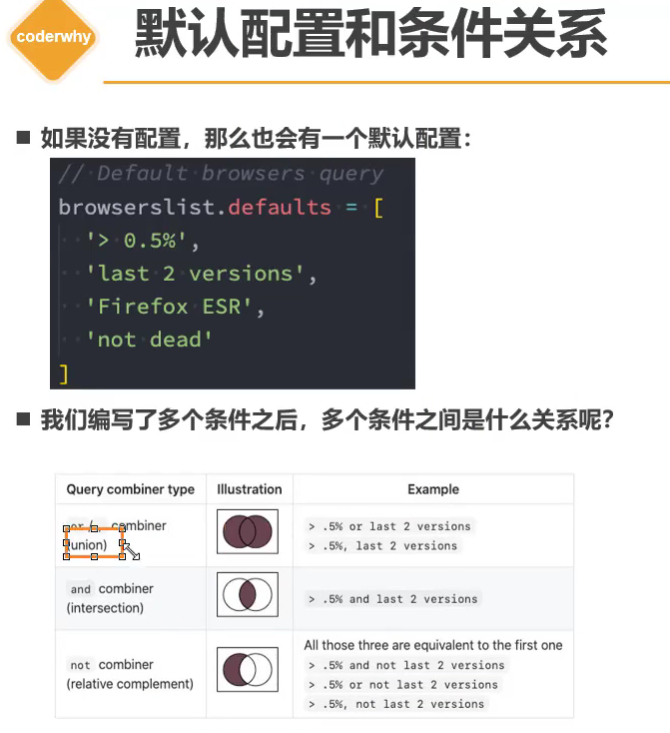 coderwhy
默认配置和条件关系
■ 如果没有配置，那么也会有一个默认配置：
// Default browsers query
browserslist.defaults = [
'> 0.5%',
'last 2 versions',
'Firefox ESR',
'not dead'
]
■ 我们编写了多个条件之后，多个条件之间是什么关系呢？
Query combiner type Illustration Example
or combiner
(union)
> .5% or last 2 versions
> .5%, last 2 versions
and combiner
(intersection)
> .5% and last 2 versions
not combiner
(relative complement)
All those three are equivalent to the first one
> .5% and not last 2 versions
> .5% or not last 2 versions
> .5%, not last 2 versions